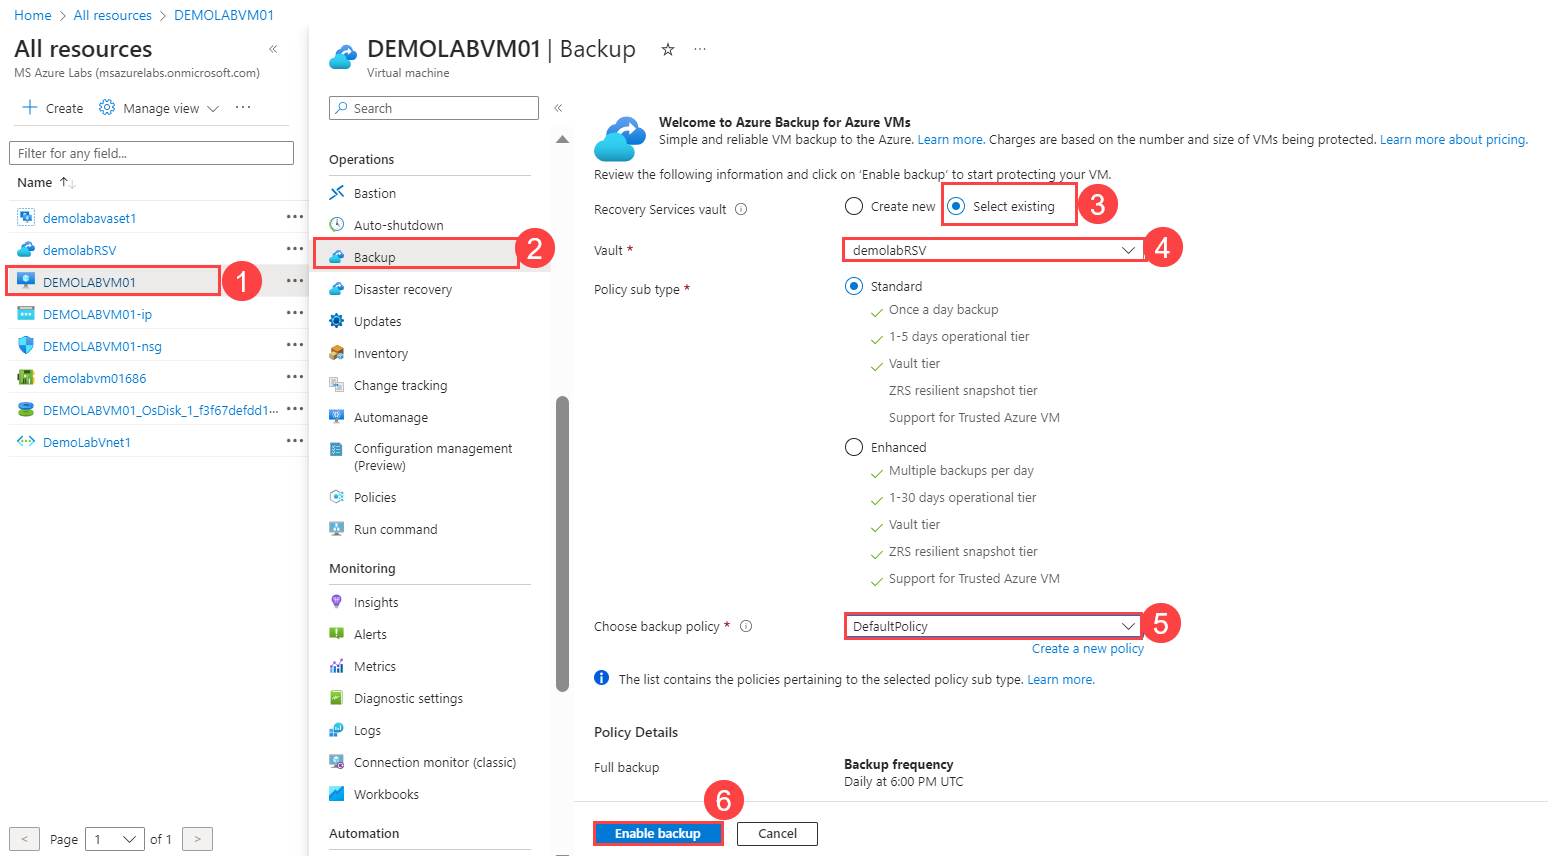 Home > All resources > DEMOLABVM01
All resources
«
MS Azure Labs (msazurelabs.onmicrosoft.com)
+ Create
Manage view
...
Filter for any field...
Name ↑↓
demolabavaset1 •••
demolabRSV •••
DEMOLABVM01 •••
1
DEMOLABVM01-ip •••
DEMOLABVM01-nsg •••
demolabvm01686 •••
DEMOLABVM01_OsDisk_1_f3f67defdd1... •••
DemoLabVnet1 •••
< Page 1 of 1 >
DEMOLABVM01 | Backup ☆ ...
Virtual machine
Search
«
Operations
Bastion
Auto-shutdown
Backup
2
Disaster recovery
Updates
Inventory
Change tracking
Automanage
Configuration management
(Preview)
Policies
Run command
Monitoring
Insights
Alerts
Metrics
Diagnostic settings
Logs
Connection monitor (classic)
Workbooks
Automation
Welcome to Azure Backup for Azure VMs
Simple and reliable VM backup to the Azure. Learn more. Charges are based on the number and size of VMs being protected. Learn more about pricing.
Review the following information and click on 'Enable backup' to start protecting your VM.
Recovery Services vault
Create new
Select existing
3
Vault *
demolabRSV
4
Policy sub type *
Standard
Once a day backup
1-5 days operational tier
Vault tier
ZRS resilient snapshot tier
Support for Trusted Azure VM
Enhanced
Multiple backups per day
1-30 days operational tier
Vault tier
ZRS resilient snapshot tier
Support for Trusted Azure VM
Choose backup policy *
DefaultPolicy
5
Create a new policy
The list contains the policies pertaining to the selected policy sub type. Learn more.
Policy Details
Full backup
Backup frequency
Daily at 6:00 PM UTC
6
Enable backup
Cancel